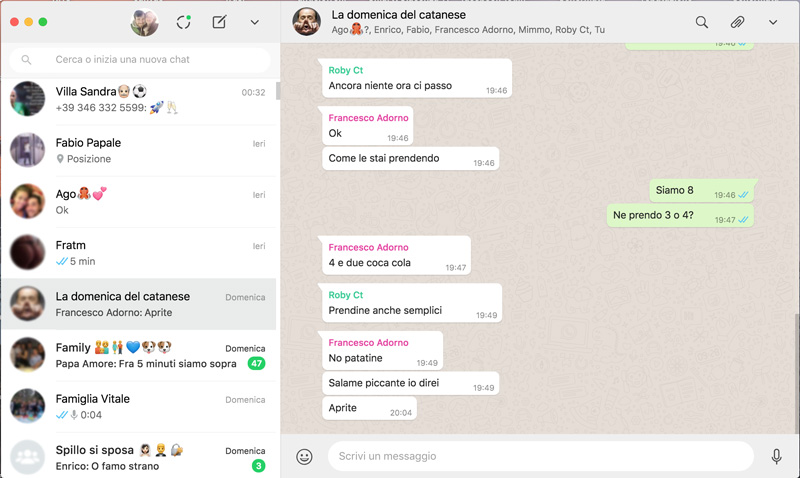 Cerca o inizia una nuova chat
Villa Sandra👴🏼⚽
00:32
+39 346 332 5599: 🚀🥂
Fabio Papale
Ieri
Posizione
Ago🙈💕
Ieri
Ok
Fratm
Ieri
5 min
La domenica del catanese
Domenica
Francesco Adorno: Aprite
Family 👫💙🐶🐶
Domenica
Papa Amore: Fra 5 minuti siamo sopra
47
Famiglia Vitale
Domenica
0:04
Spillo si sposa 👰🏻🤵🔐
Domenica
Enrico: O famo strano
3
La domenica del catanese
Ago🙈?, Enrico, Fabio, Francesco Adorno, Mimmo, Roby Ct, Tu
19:46
Roby Ct
Ancora niente ora ci passo
19:46
Francesco Adorno
Ok
19:46
Come le stai prendendo
19:46
Siamo 8
19:46
Ne prendo 3 o 4?
19:47
Francesco Adorno
4 e due coca cola
19:47
Roby Ct
Prendine anche semplici
19:49
Francesco Adorno
No patatine
19:49
Salame piccante io direi
19:49
Aprite
20:04
Scrivi un messaggio